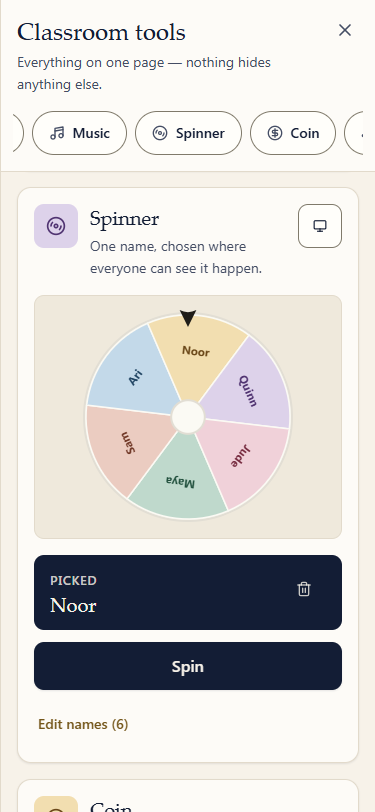 Classroom tools
Everything on one page — nothing hides
anything else.
Music
Spinner
Coin
Spinner
One name, chosen where
everyone can see it happen.
Noor
Quinn
Jude
Maya
Sam
Ari
PICKED
Noor
Spin
Edit names (6)
Coin